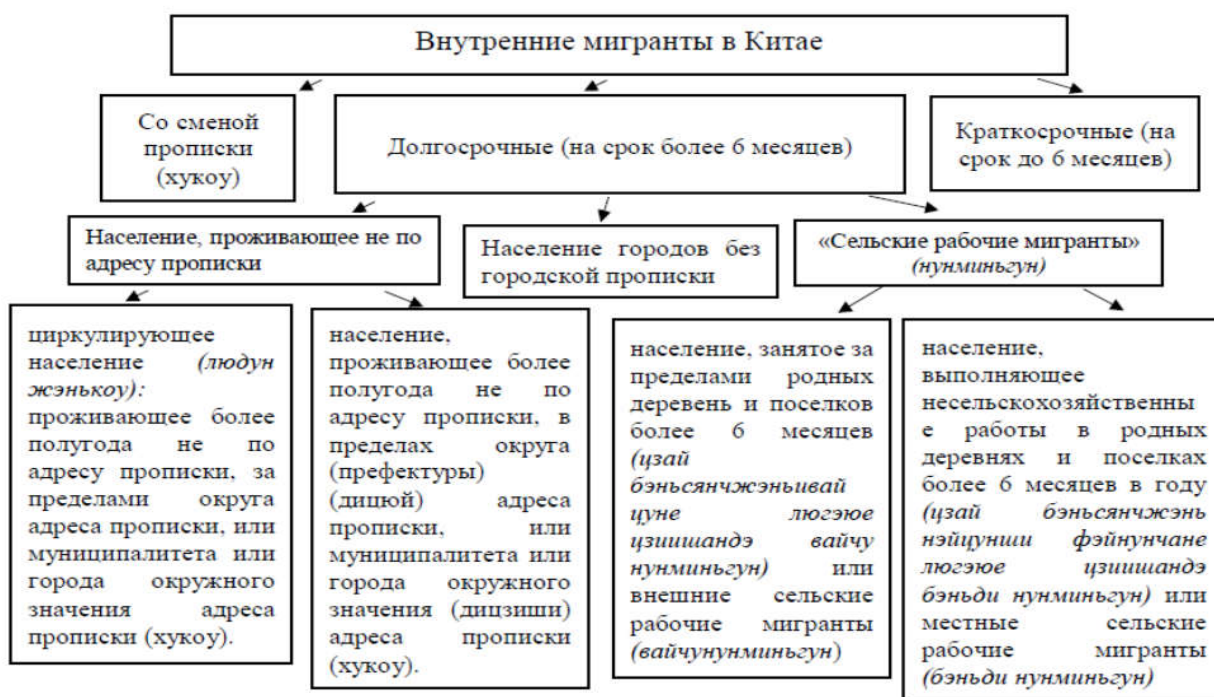 Внутренние мигранты в Китае
Со сменой
прописки
(хукоу)
Долгосрочные (на срок более 6 месяцев)
Краткосрочные (на
срок до 6 месяцев)
Население, проживающее не по
адресу прописки
Население городов без
городской прописки
«Сельские рабочие мигранты»
(нунминьгун)
циркулирующее
население (людун
жэнькоу):
проживающее более
полугода не по
адресу прописки, за
пределами округа
адреса прописки, или
муниципалитета или
города окружного
значения адреса
прописки (хукоу).
население,
проживающее более
полугода не по
адресу прописки, в
пределах округа
(префектуры)
(дицюй) адреса
прописки, или
муниципалитета или
города окружного
значения (дицзиши)
адреса прописки
(хукоу).
население, занятое за
пределами родных
деревень и поселков
более 6 месяцев
(цзай
бэньсянчжэньивай
цуне люгэюе
цзиишандэ вайчу
нунминьгун) или
внешние сельские
рабочие мигранты
(вайчунунминьгун)
население,
выполняющее
несельскохозяйственны
е работы в родных
деревнях и поселках
более 6 месяцев в году
(цзай бэньсянчжэнь
нэйцунши фэйнунчане
люгэюе цзиишандэ
бэньди нунминьгун) или
местные сельские
рабочие мигранты
(бэньди нунминьгун)